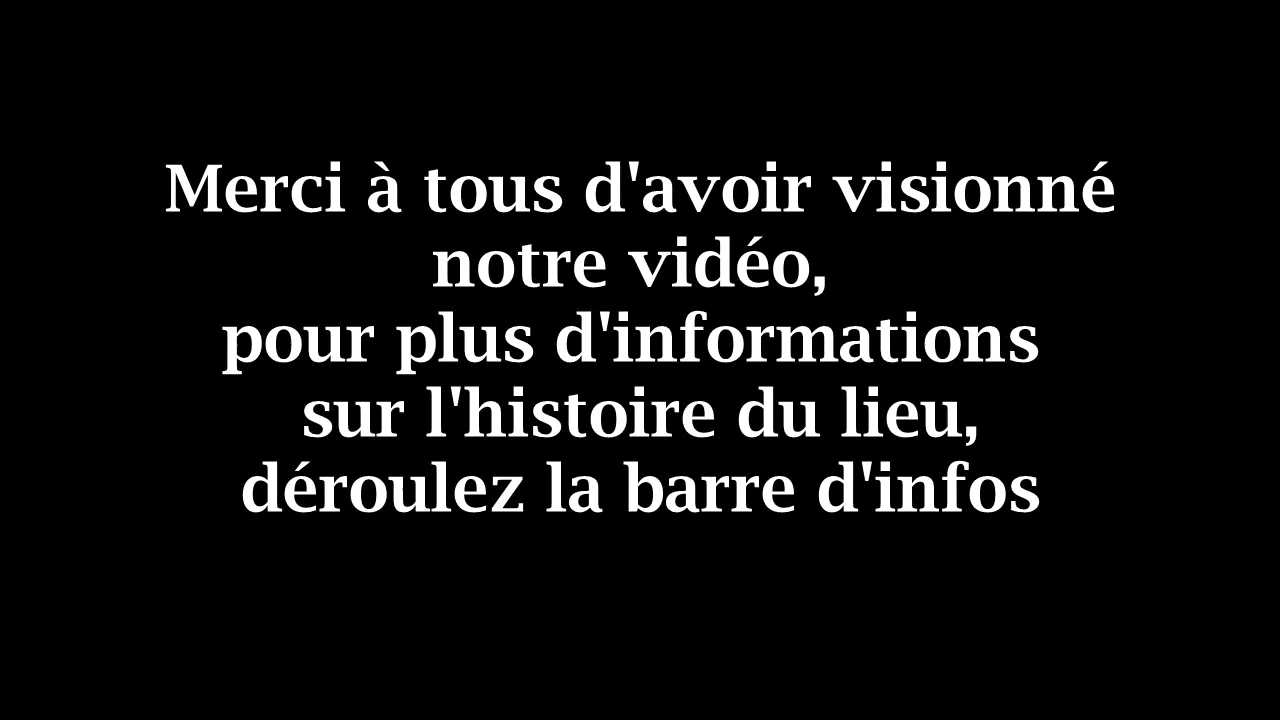 Merci à tous d'avoir visionné
notre vidéo,
pour plus d'informations
sur l'histoire du lieu,
déroulez la barre d'infos